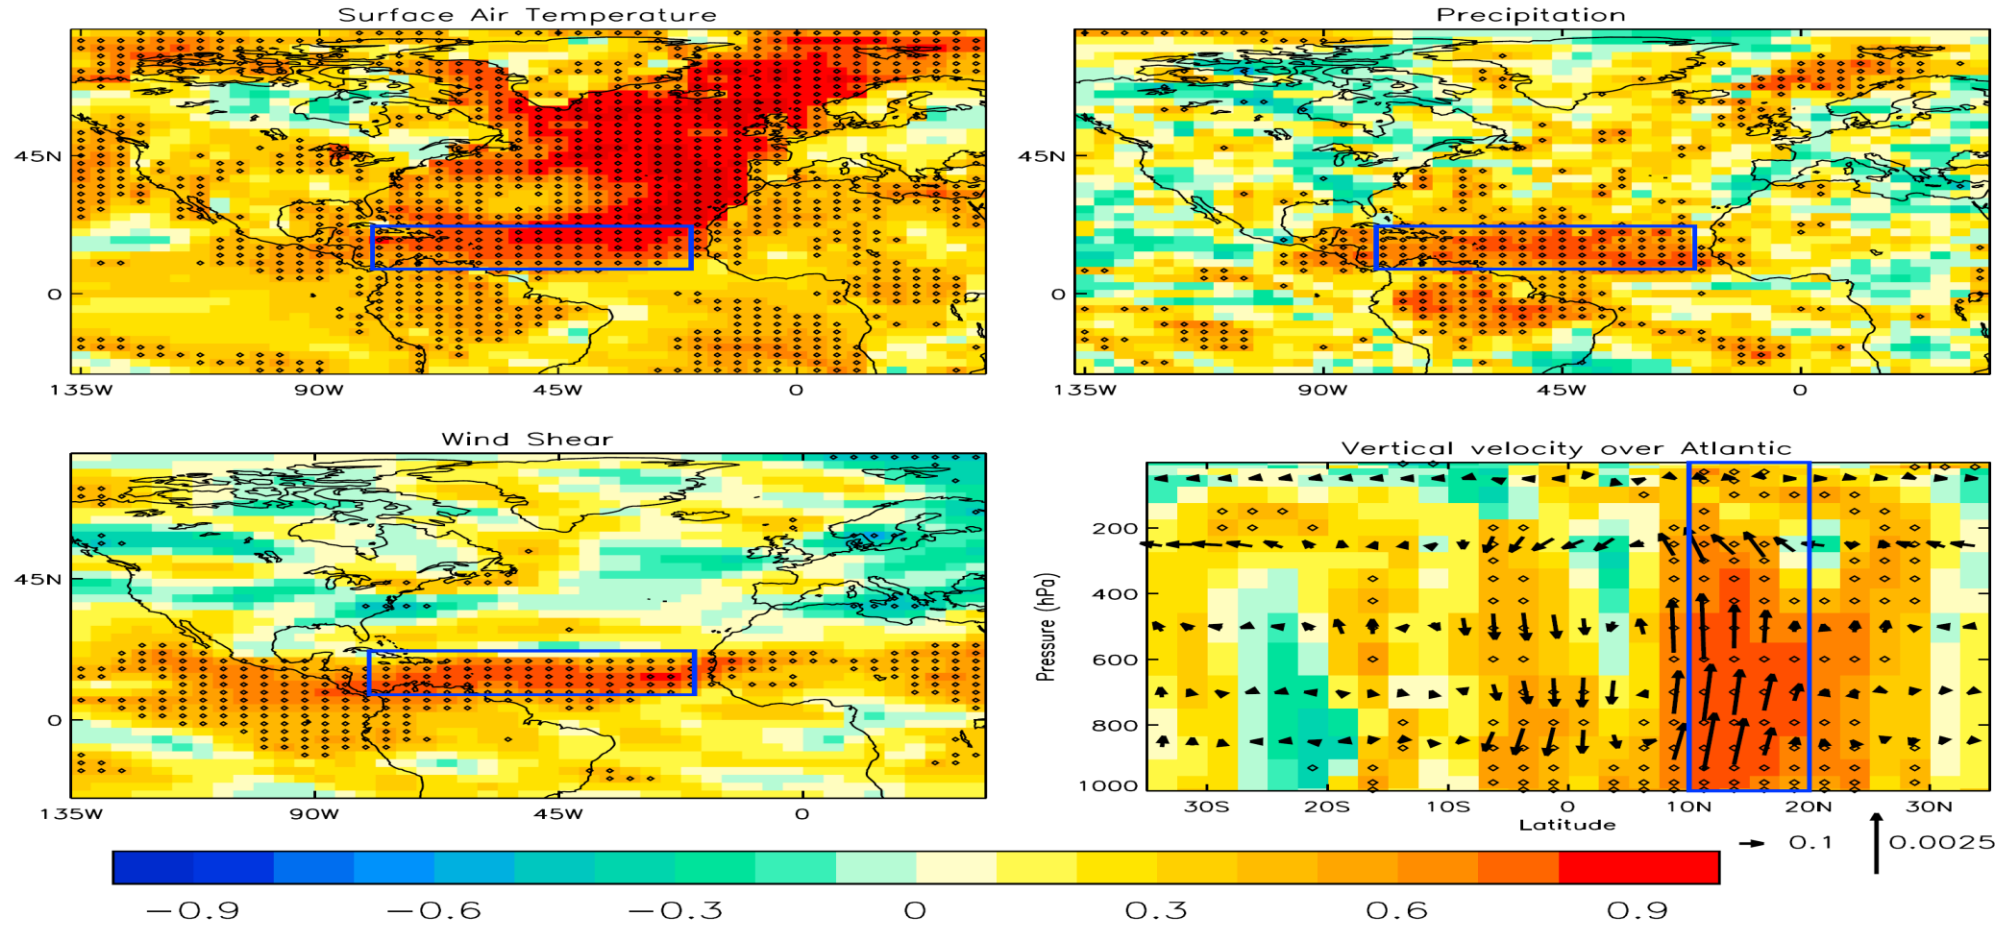 Surface Air Temperature
45N
0
135W 90W 45W 0
Precipitation
45N
0
135W 90W 45W 0
Wind Shear
45N
0
135W 90W 45W 0
Vertical velocity over Atlantic
Pressure (hPa)
200
400
600
800
1000
30S 20S 10S 0 10N 20N 30N
Latitude
0.1 0.0025
−0.9 −0.6 −0.3 0 0.3 0.6 0.9